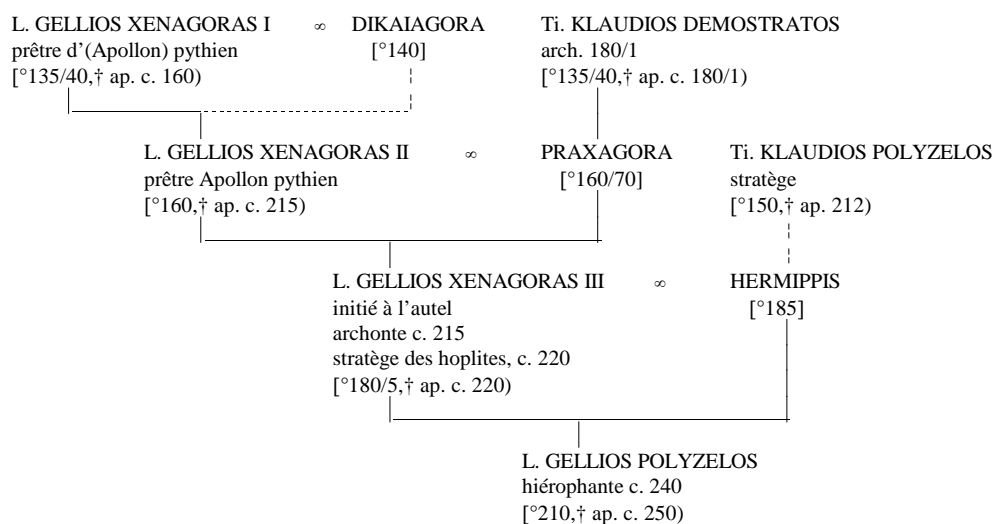 L. GELLIOS XENAGORAS I ∞ DIKAIAGORA Ti. KLAUDIOS DEMOSTRATOS
prêtre d’(Apollon) pythien [°140] arch. 180/1
[°135/40,† ap. c. 160) [°135/40,† ap. c. 180/1)
L. GELLIOS XENAGORAS II ∞ PRAXAGORA Ti. KLAUDIOS POLYZELOS
prêtre Apollon pythien [°160/70] stratège
[°160,† ap. c. 215) [°150,† ap. 212)
L. GELLIOS XENAGORAS III ∞ HERMIPPIS
initié à l’autel [°185]
archonte c. 215
stratège des hoplites, c. 220
[°180/5,† ap. c. 220)
L. GELLIOS POLYZELOS
hiérophante c. 240
[°210,† ap. c. 250)